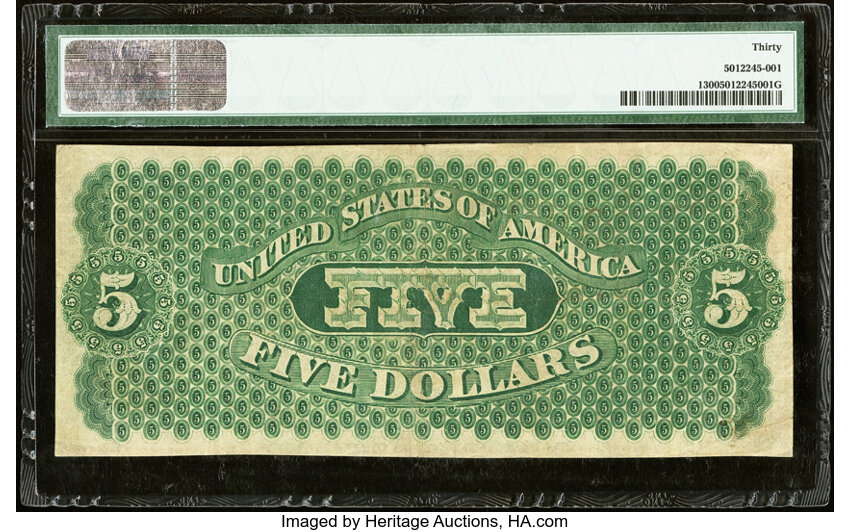 Thirty
5012245-001
13005012245001G
UNITED STATES OF AMERICA
5 FIVE 5
FIVE DOLLARS
Imaged by Heritage Auctions, HA.com